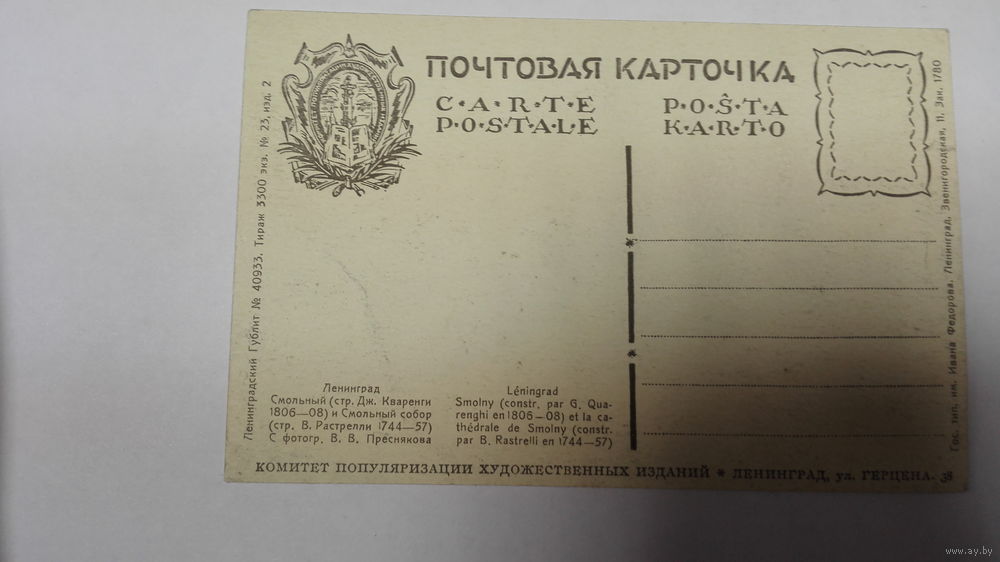 ПОЧТОВАЯ КАРТОЧКА
C·A·R·T·E
P·O·S·T·A·L·E
P·O·Ŝ·T·A
K·A·R·T·O
Ленинградский Гублит № 40933. Тираж 3300 экз. № 23, изд. 2
Ленинград
Смольный (стр. Дж. Кваренги
1806—08) и Смольный собор
(стр. В. Растрелли 1744—57)
С фотогр. В. В. Преснякова
Léningrad
Smolny (constr. par G. Qua-
renghi en 1806—08) et la ca-
thédrale de Smolny (constr.
par B. Rastrelli en 1744—57)
Гос. тип. им. Ивана Федорова. Ленинград, Звенигородская, 11. Зак. 1780
КОМИТЕТ ПОПУЛЯРИЗАЦИИ ХУДОЖЕСТВЕННЫХ ИЗДАНИЙ * ЛЕНИНГРАД, ул. ГЕРЦЕНА. 38
www.ay.by